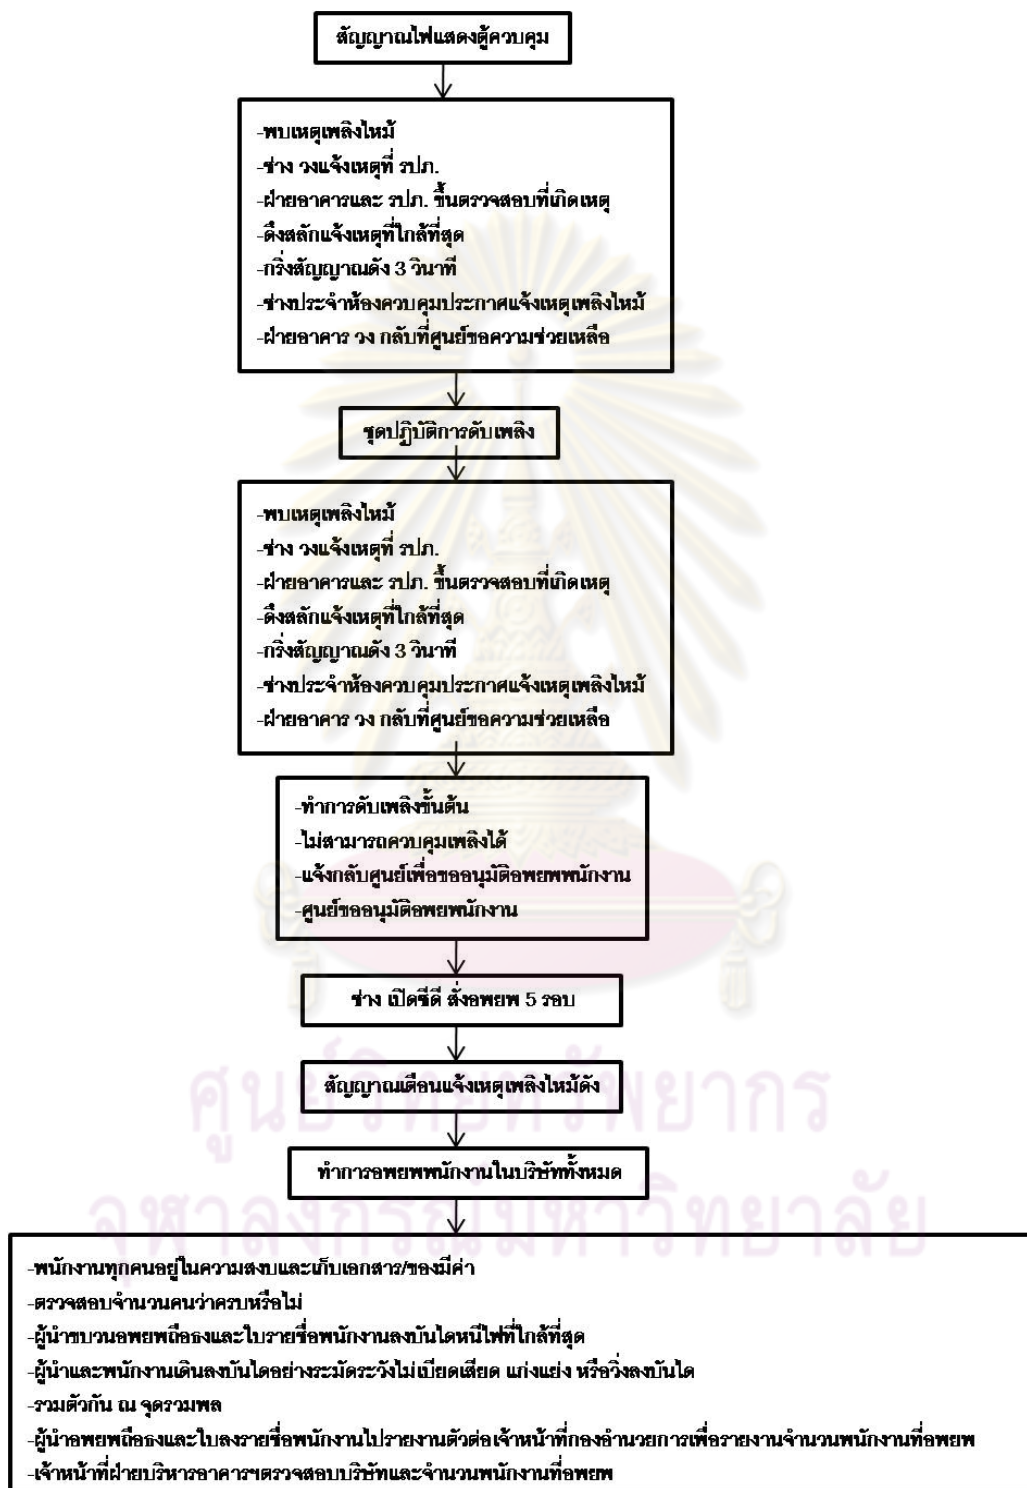 สัญญาณไฟแสดงตู้ควบคุม
-พบเหตุเพลิงไหม้
-ช่าง วงแจ้งเหตุที่ รปภ.
-ฝ่ายอาคารและ รปภ. ขึ้นตรวจสอบที่เกิดเหตุ
-ดึงสลักแจ้งเหตุที่ใกล้ที่สุด
-กริ่งสัญญาณดัง 3 วินาที
-ช่างประจำห้องควบคุมประกาศแจ้งเหตุเพลิงไหม้
-ฝ่ายอาคาร วง กลับที่ศูนย์ขอความช่วยเหลือ
ชุดปฏิบัติการดับเพลิง
-พบเหตุเพลิงไหม้
-ช่าง วงแจ้งเหตุที่ รปภ.
-ฝ่ายอาคารและ รปภ. ขึ้นตรวจสอบที่เกิดเหตุ
-ดึงสลักแจ้งเหตุที่ใกล้ที่สุด
-กริ่งสัญญาณดัง 3 วินาที
-ช่างประจำห้องควบคุมประกาศแจ้งเหตุเพลิงไหม้
-ฝ่ายอาคาร วง กลับที่ศูนย์ขอความช่วยเหลือ
-ทำการดับเพลิงขั้นต้น
-ไม่สามารถควบคุมเพลิงได้
-แจ้งกลับศูนย์เพื่อขออนุมัติอพยพพนักงาน
-ศูนย์ขออนุมัติอพยพนักงาน
ช่าง เปิดซีดี สั่งอพยพ 5 รอบ
สัญญาณเตือนแจ้งเหตุเพลิงไหม้ดัง
ศูนย์วิทยทรัพยากร
ทำการอพยพพนักงานในบริษัททั้งหมด
จุฬาลงกรณ์มหาวิทยาลัย
-พนักงานทุกคนอยู่ในความสงบและเก็บเอกสาร/ของมีค่า
-ตรวจสอบจำนวนคนว่าครบหรือไม่
-ผู้นำขบวนอพยพถือธงและใบรายชื่อพนักงานลงบันไดหนีไฟที่ใกล้ที่สุด
-ผู้นำและพนักงานเดินลงบันไดอย่างระมัดระวังไม่เบียดเสียด แก่งแย่ง หรือวิ่งลงบันได
-รวมตัวกัน ณ จุดรวมพล
-ผู้นำอพยพถือธงและใบลงรายชื่อพนักงานไปรายงานตัวต่อเจ้าหน้าที่กองอำนวยการเพื่อรายงานจำนวนพนักงานที่อพยพ
-เจ้าหน้าที่ฝ่ายบริหารอาคารฯตรวจสอบบริษัทและจำนวนพนักงานที่อพยพ